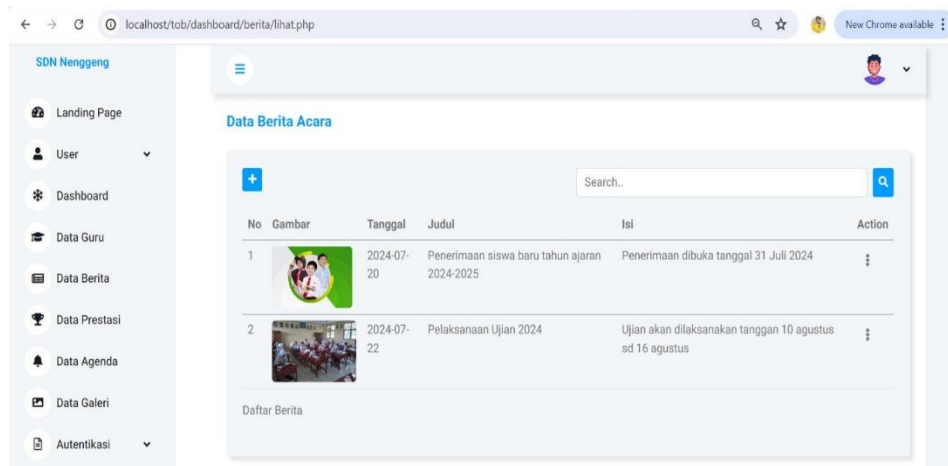 localhost/tob/dashboard/berita/lihat.php
New Chrome available
SDN Nenggeng
Landing Page
User
Dashboard
Data Guru
Data Berita
Data Prestasi
Data Agenda
Data Galeri
Autentikasi
Data Berita Acara
Search..
No Gambar Tanggal Judul Isi Action
1 2024-07- Penerimaan siswa baru tahun ajaran Penerimaan dibuka tanggal 31 Juli 2024
20 2024-2025
2 2024-07- Pelaksanaan Ujian 2024 Ujian akan dilaksanakan tanggan 10 agustus
22 sd 16 agustus
Daftar Berita